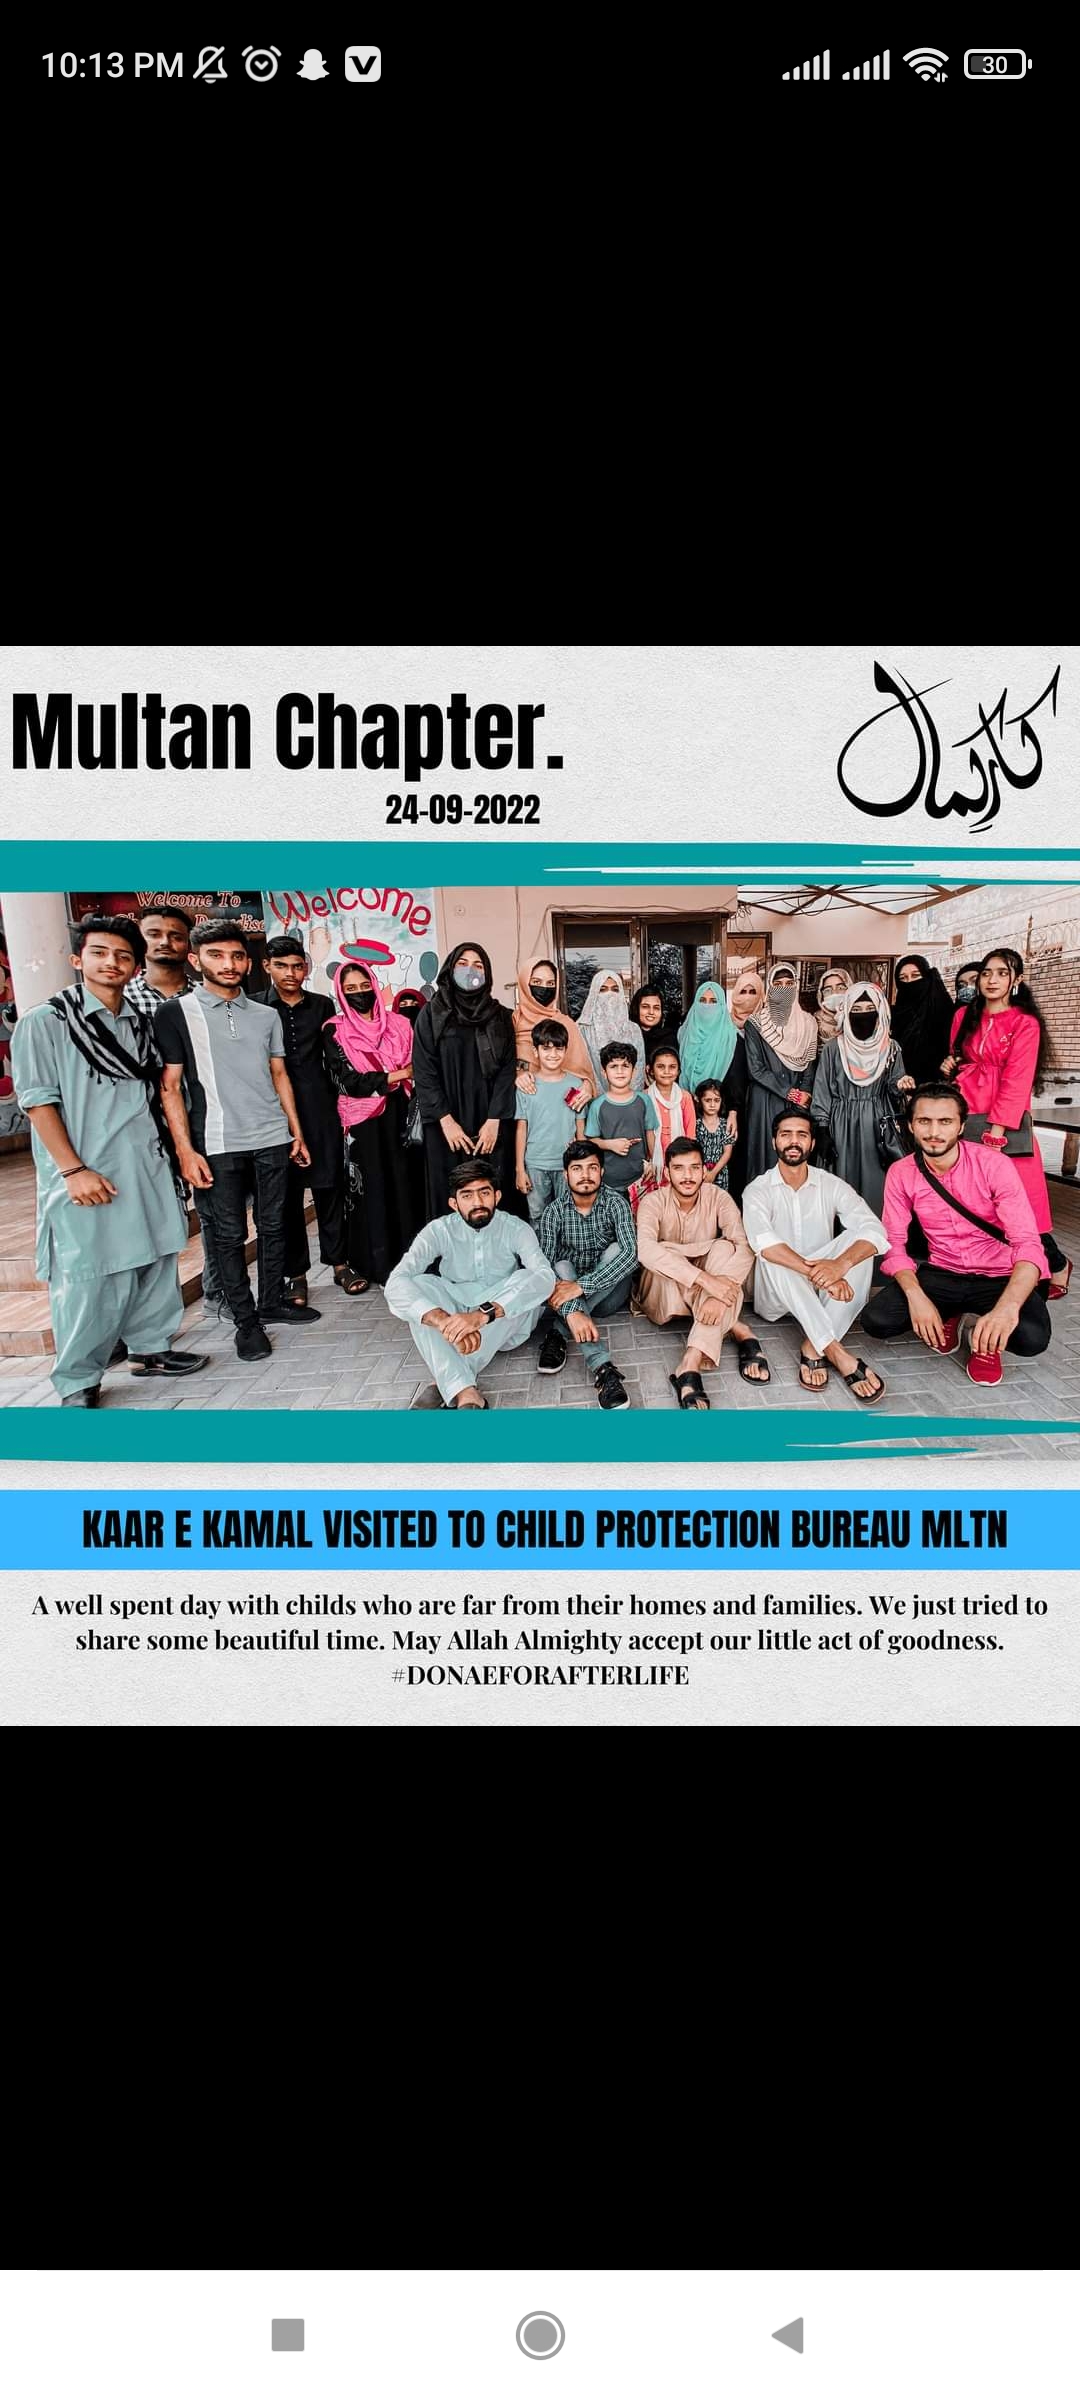 10:13 PM
30
Multan Chapter.
کارِکمال
24-09-2022
Welcome To
Welcome
KAAR E KAMAL VISITED TO CHILD PROTECTION BUREAU MLTN
A well spent day with childs who are far from their homes and families. We just tried to
share some beautiful time. May Allah Almighty accept our little act of goodness.
#DONAEFORAFTERLIFE